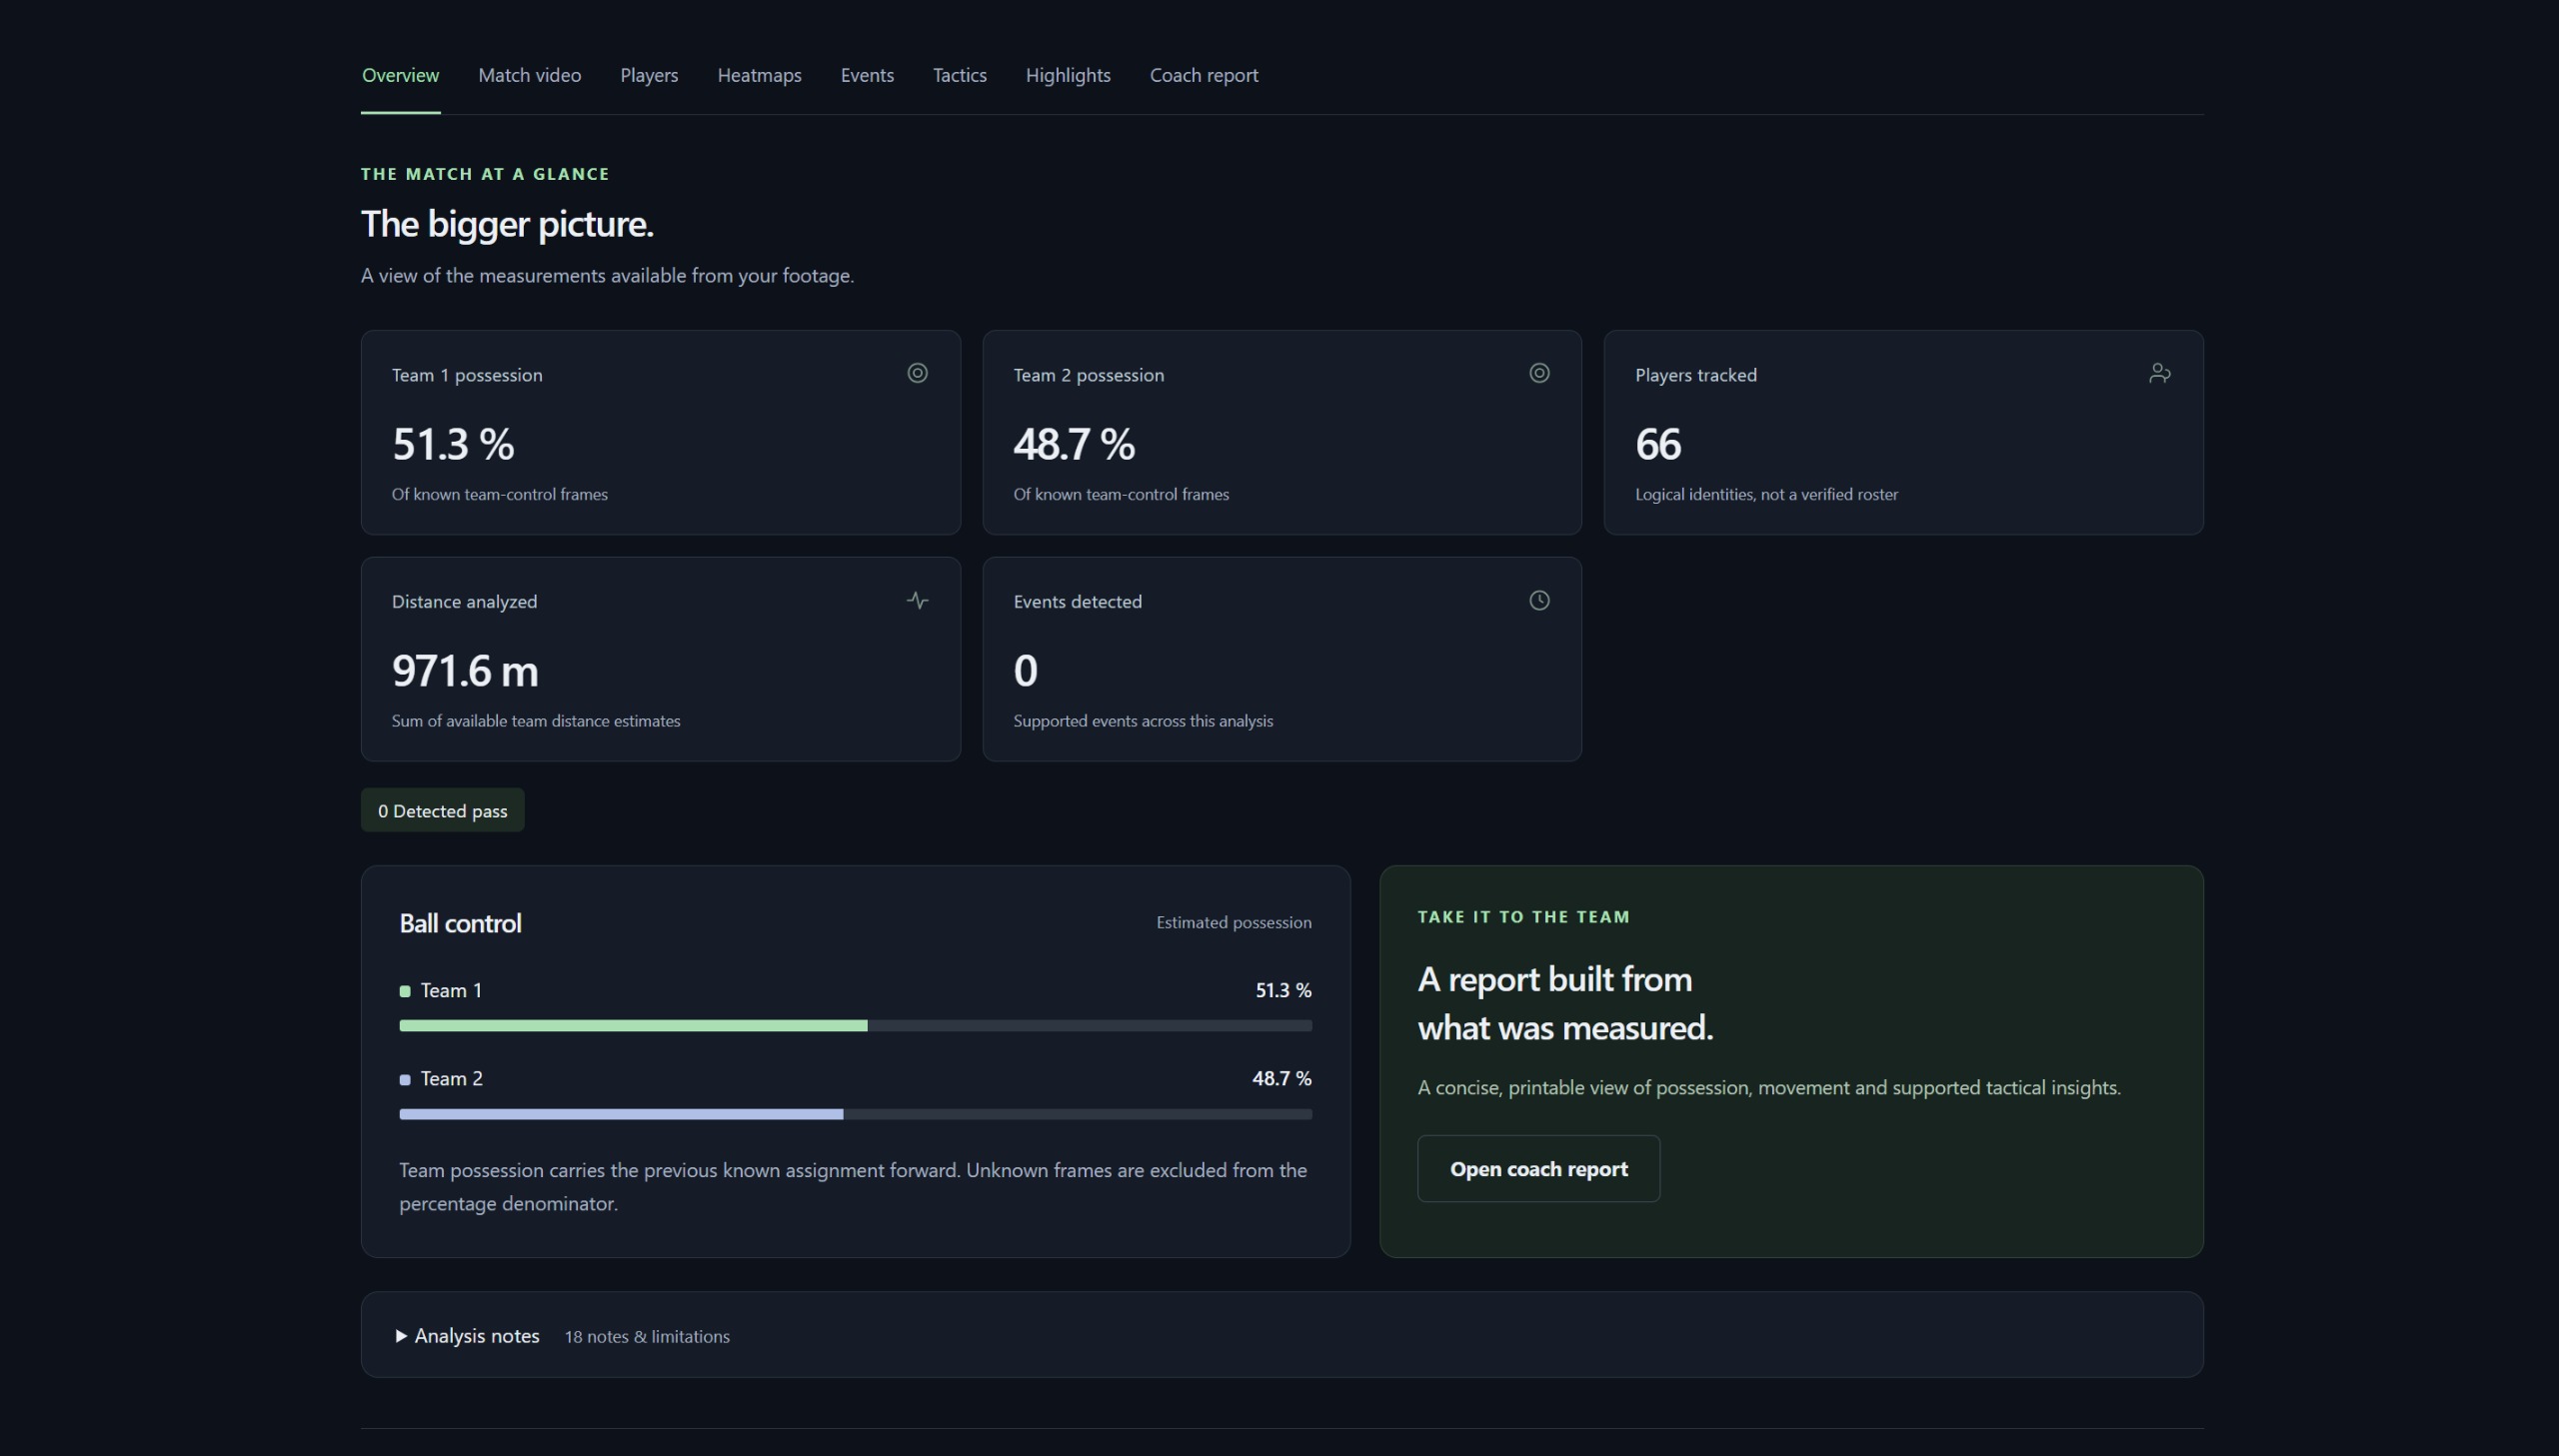 Overview
Match video
Players
Heatmaps
Events
Tactics
Highlights
Coach report
THE MATCH AT A GLANCE
The bigger picture.
A view of the measurements available from your footage.
Team 1 possession
51.3 %
Of known team-control frames
Team 2 possession
48.7 %
Of known team-control frames
Players tracked
66
Logical identities, not a verified roster
Distance analyzed
971.6 m
Sum of available team distance estimates
Events detected
0
Supported events across this analysis
0 Detected pass
Ball control
Estimated possession
Team 1
51.3 %
Team 2
48.7 %
Team possession carries the previous known assignment forward. Unknown frames are excluded from the
percentage denominator.
TAKE IT TO THE TEAM
A report built from
what was measured.
A concise, printable view of possession, movement and supported tactical insights.
Open coach report
Analysis notes
18 notes & limitations